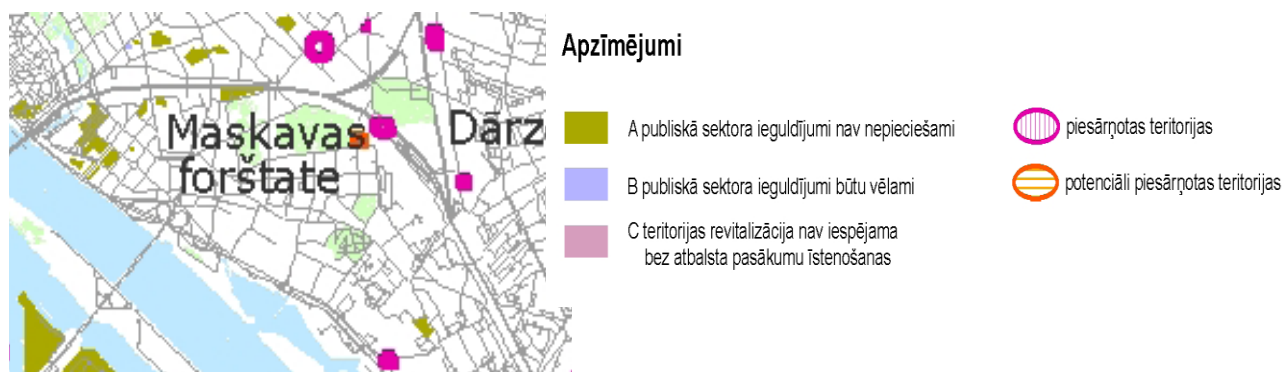 Maskavas
forštate
Dārz
Apzīmējumi
A publiskā sektora ieguldījumi nav nepieciešami
B publiskā sektora ieguldījumi būtu vēlami
C teritorijas revitalizācija nav iespējama
bez atbalsta pasākumu īstenošanas
piesārņotas teritorijas
potenciāli piesārņotas teritorijas